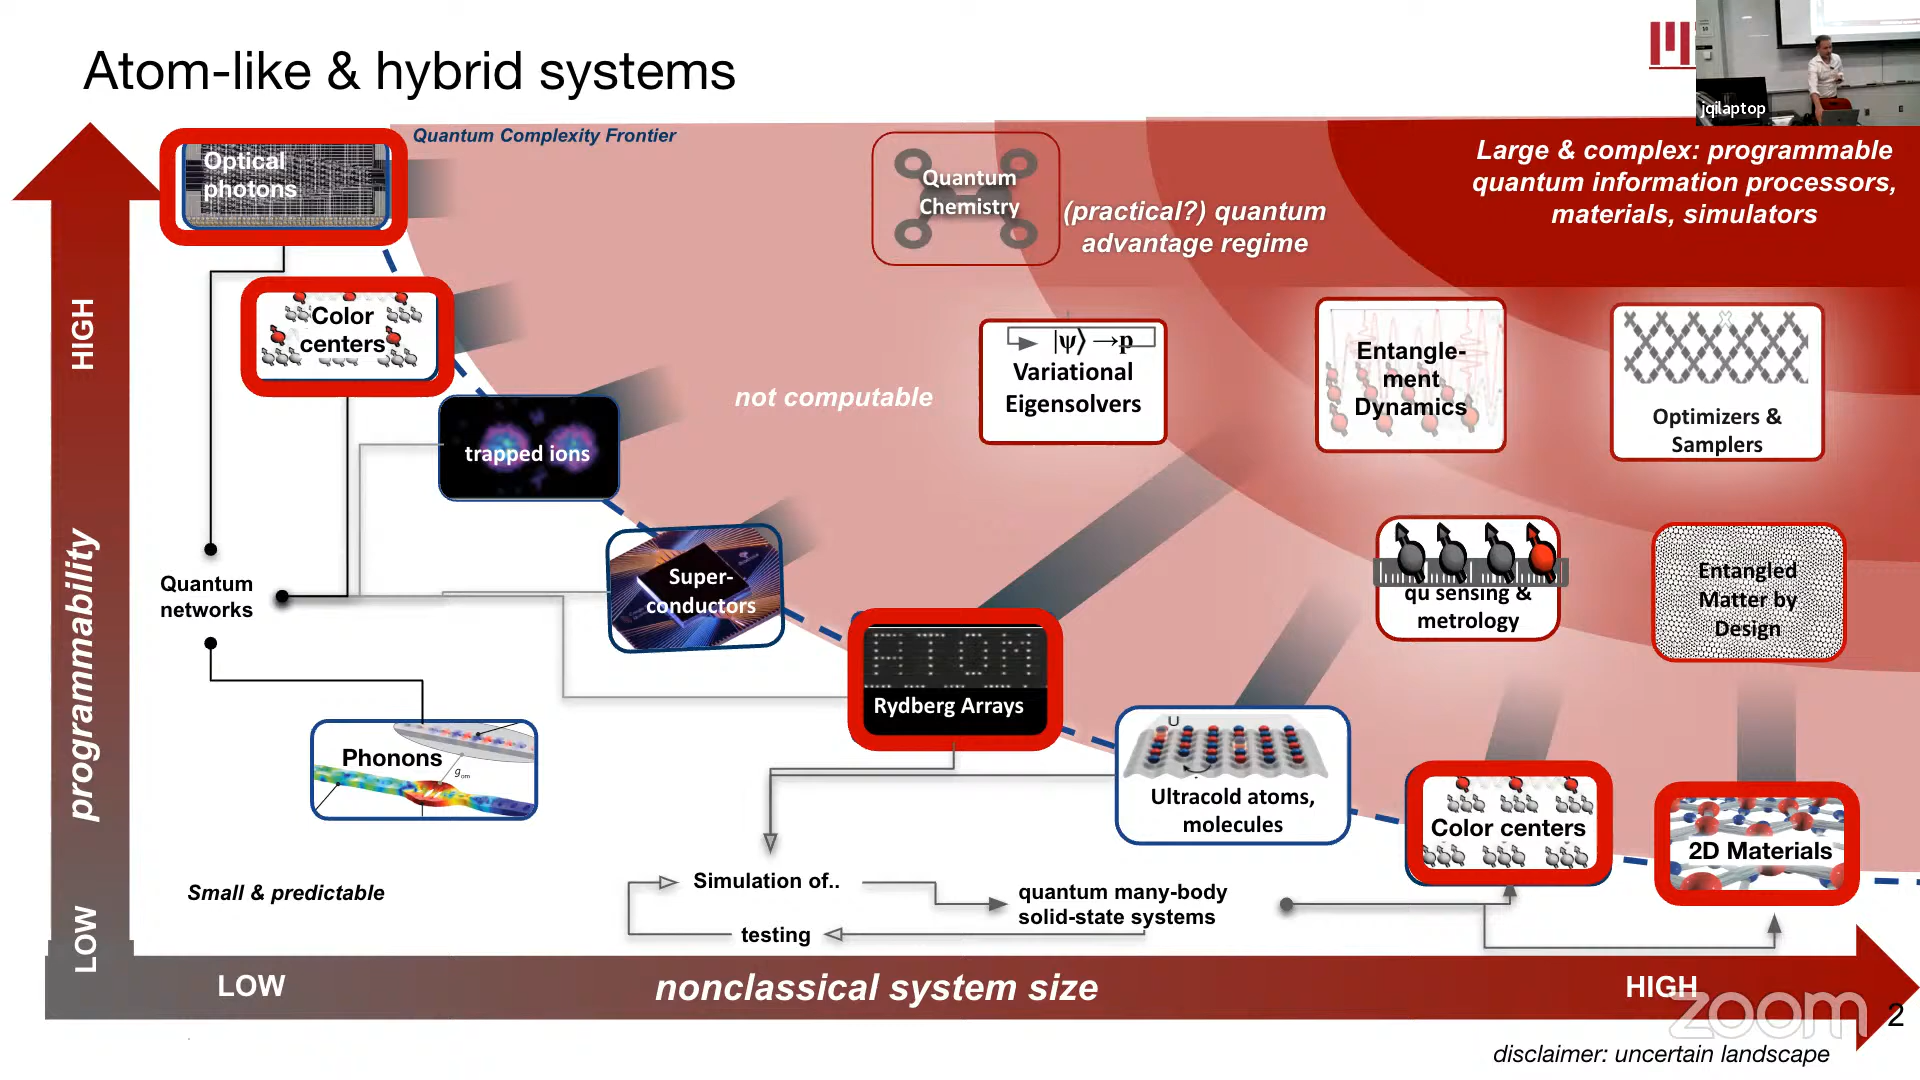 Atom-like & hybrid systems
jqilaptop
Quantum Complexity Frontier
Optical
photons
Quantum
Chemistry
(practical?) quantum
advantage regime
Large & complex: programmable
quantum information processors,
materials, simulators
HIGH
programmability
LOW
Color
centers
not computable
|ψ⟩→p
Variational
Eigensolvers
Entangle-
ment
Dynamics
Optimizers &
Samplers
trapped ions
Super-
conductors
Quantum
networks
qu sensing &
metrology
Entangled
Matter by
Design
ATOM
Rydberg Arrays
Phonons
gom
U
Ultracold atoms,
molecules
Color centers
2D Materials
Small & predictable
Simulation of..
quantum many-body
solid-state systems
testing
LOW
nonclassical system size
HIGH
zoom
2
disclaimer: uncertain landscape